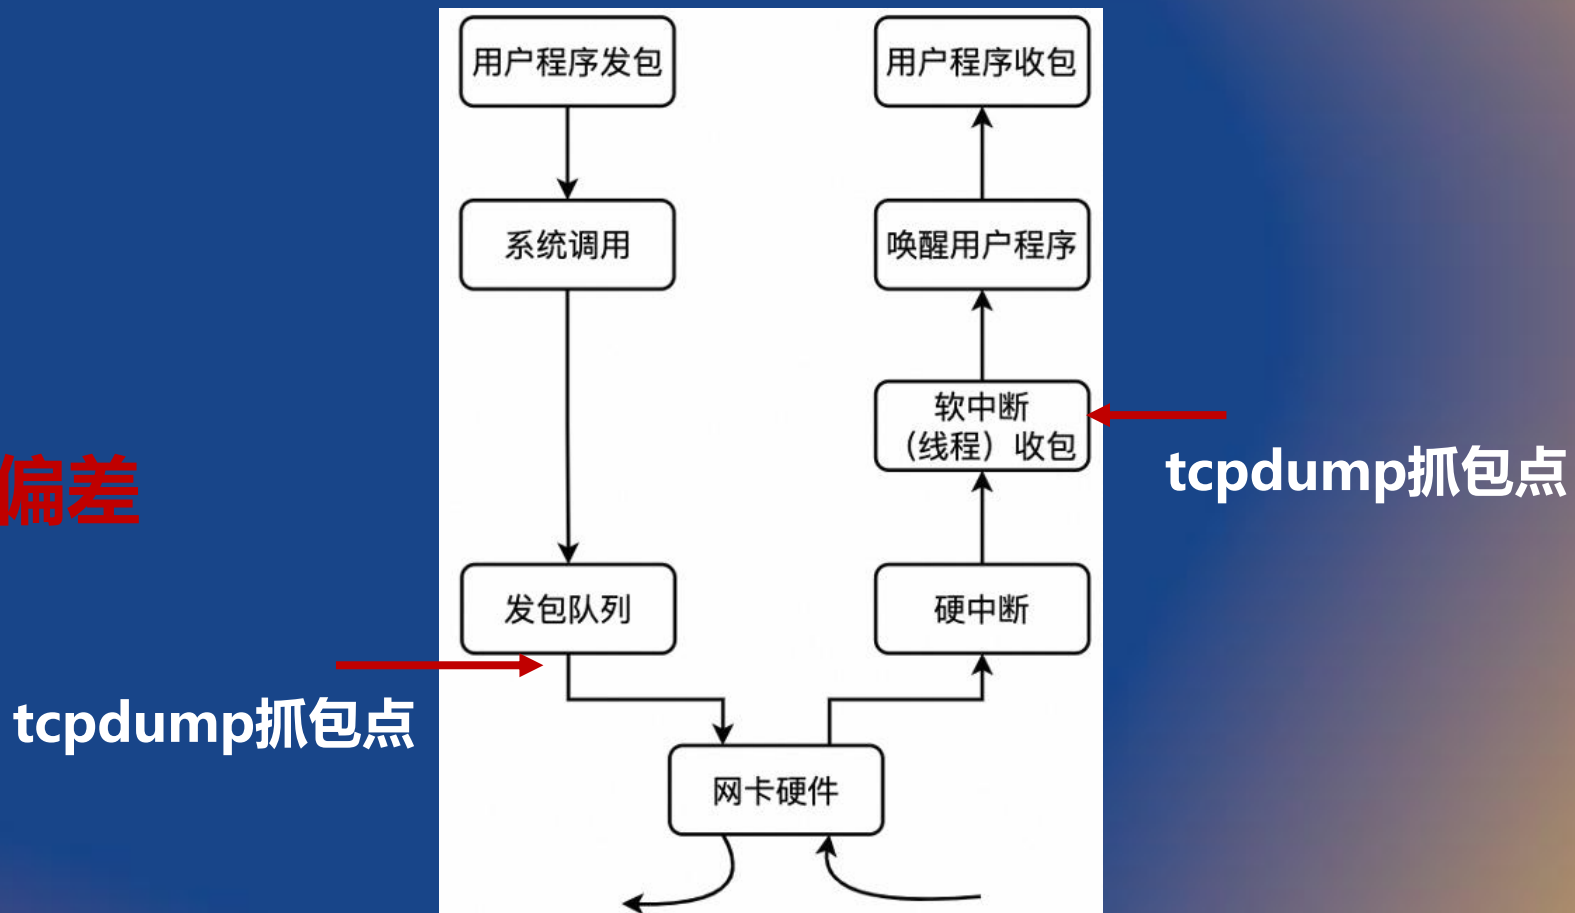 用户程序发包
用户程序收包
系统调用
唤醒用户程序
软中断
（线程）收包
tcpdump抓包点
偏差
发包队列
硬中断
tcpdump抓包点
网卡硬件